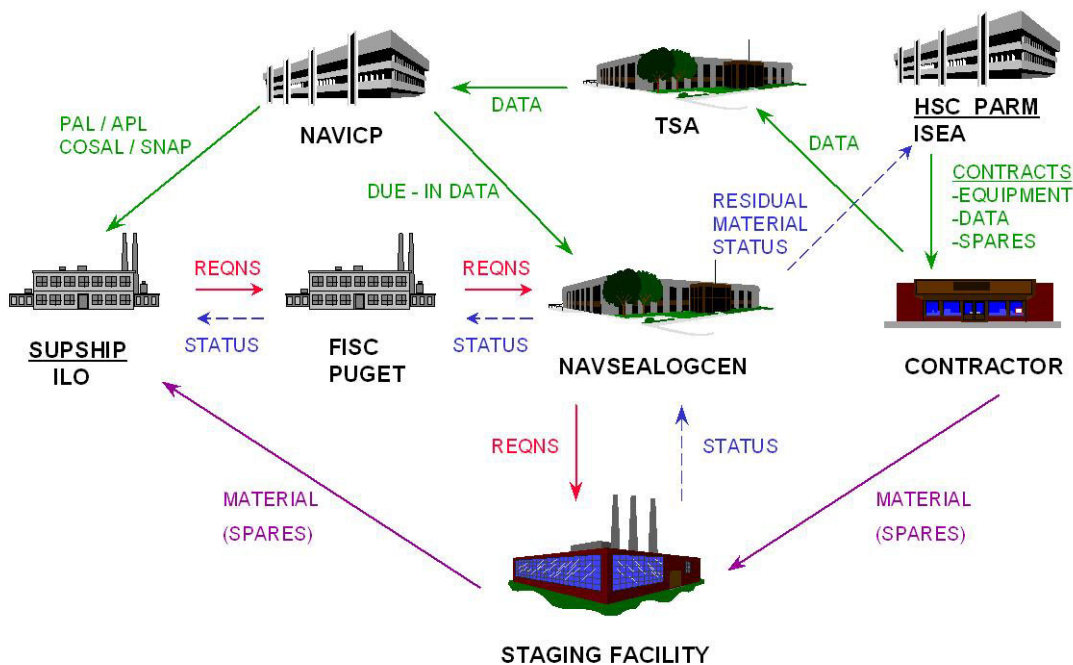 NAVICP
DATA
TSA
HSC PARM
ISEA
PAL / APL
COSAL / SNAP
DATA
DUE - IN DATA
RESIDUAL
MATERIAL
STATUS
CONTRACTS
-EQUIPMENT
-DATA
-SPARES
REQNS
STATUS
REQNS
STATUS
SUPSHIP
ILO
FISC
PUGET
NAVSEALOGCEN
CONTRACTOR
REQNS
STATUS
MATERIAL
(SPARES)
MATERIAL
(SPARES)
STAGING FACILITY